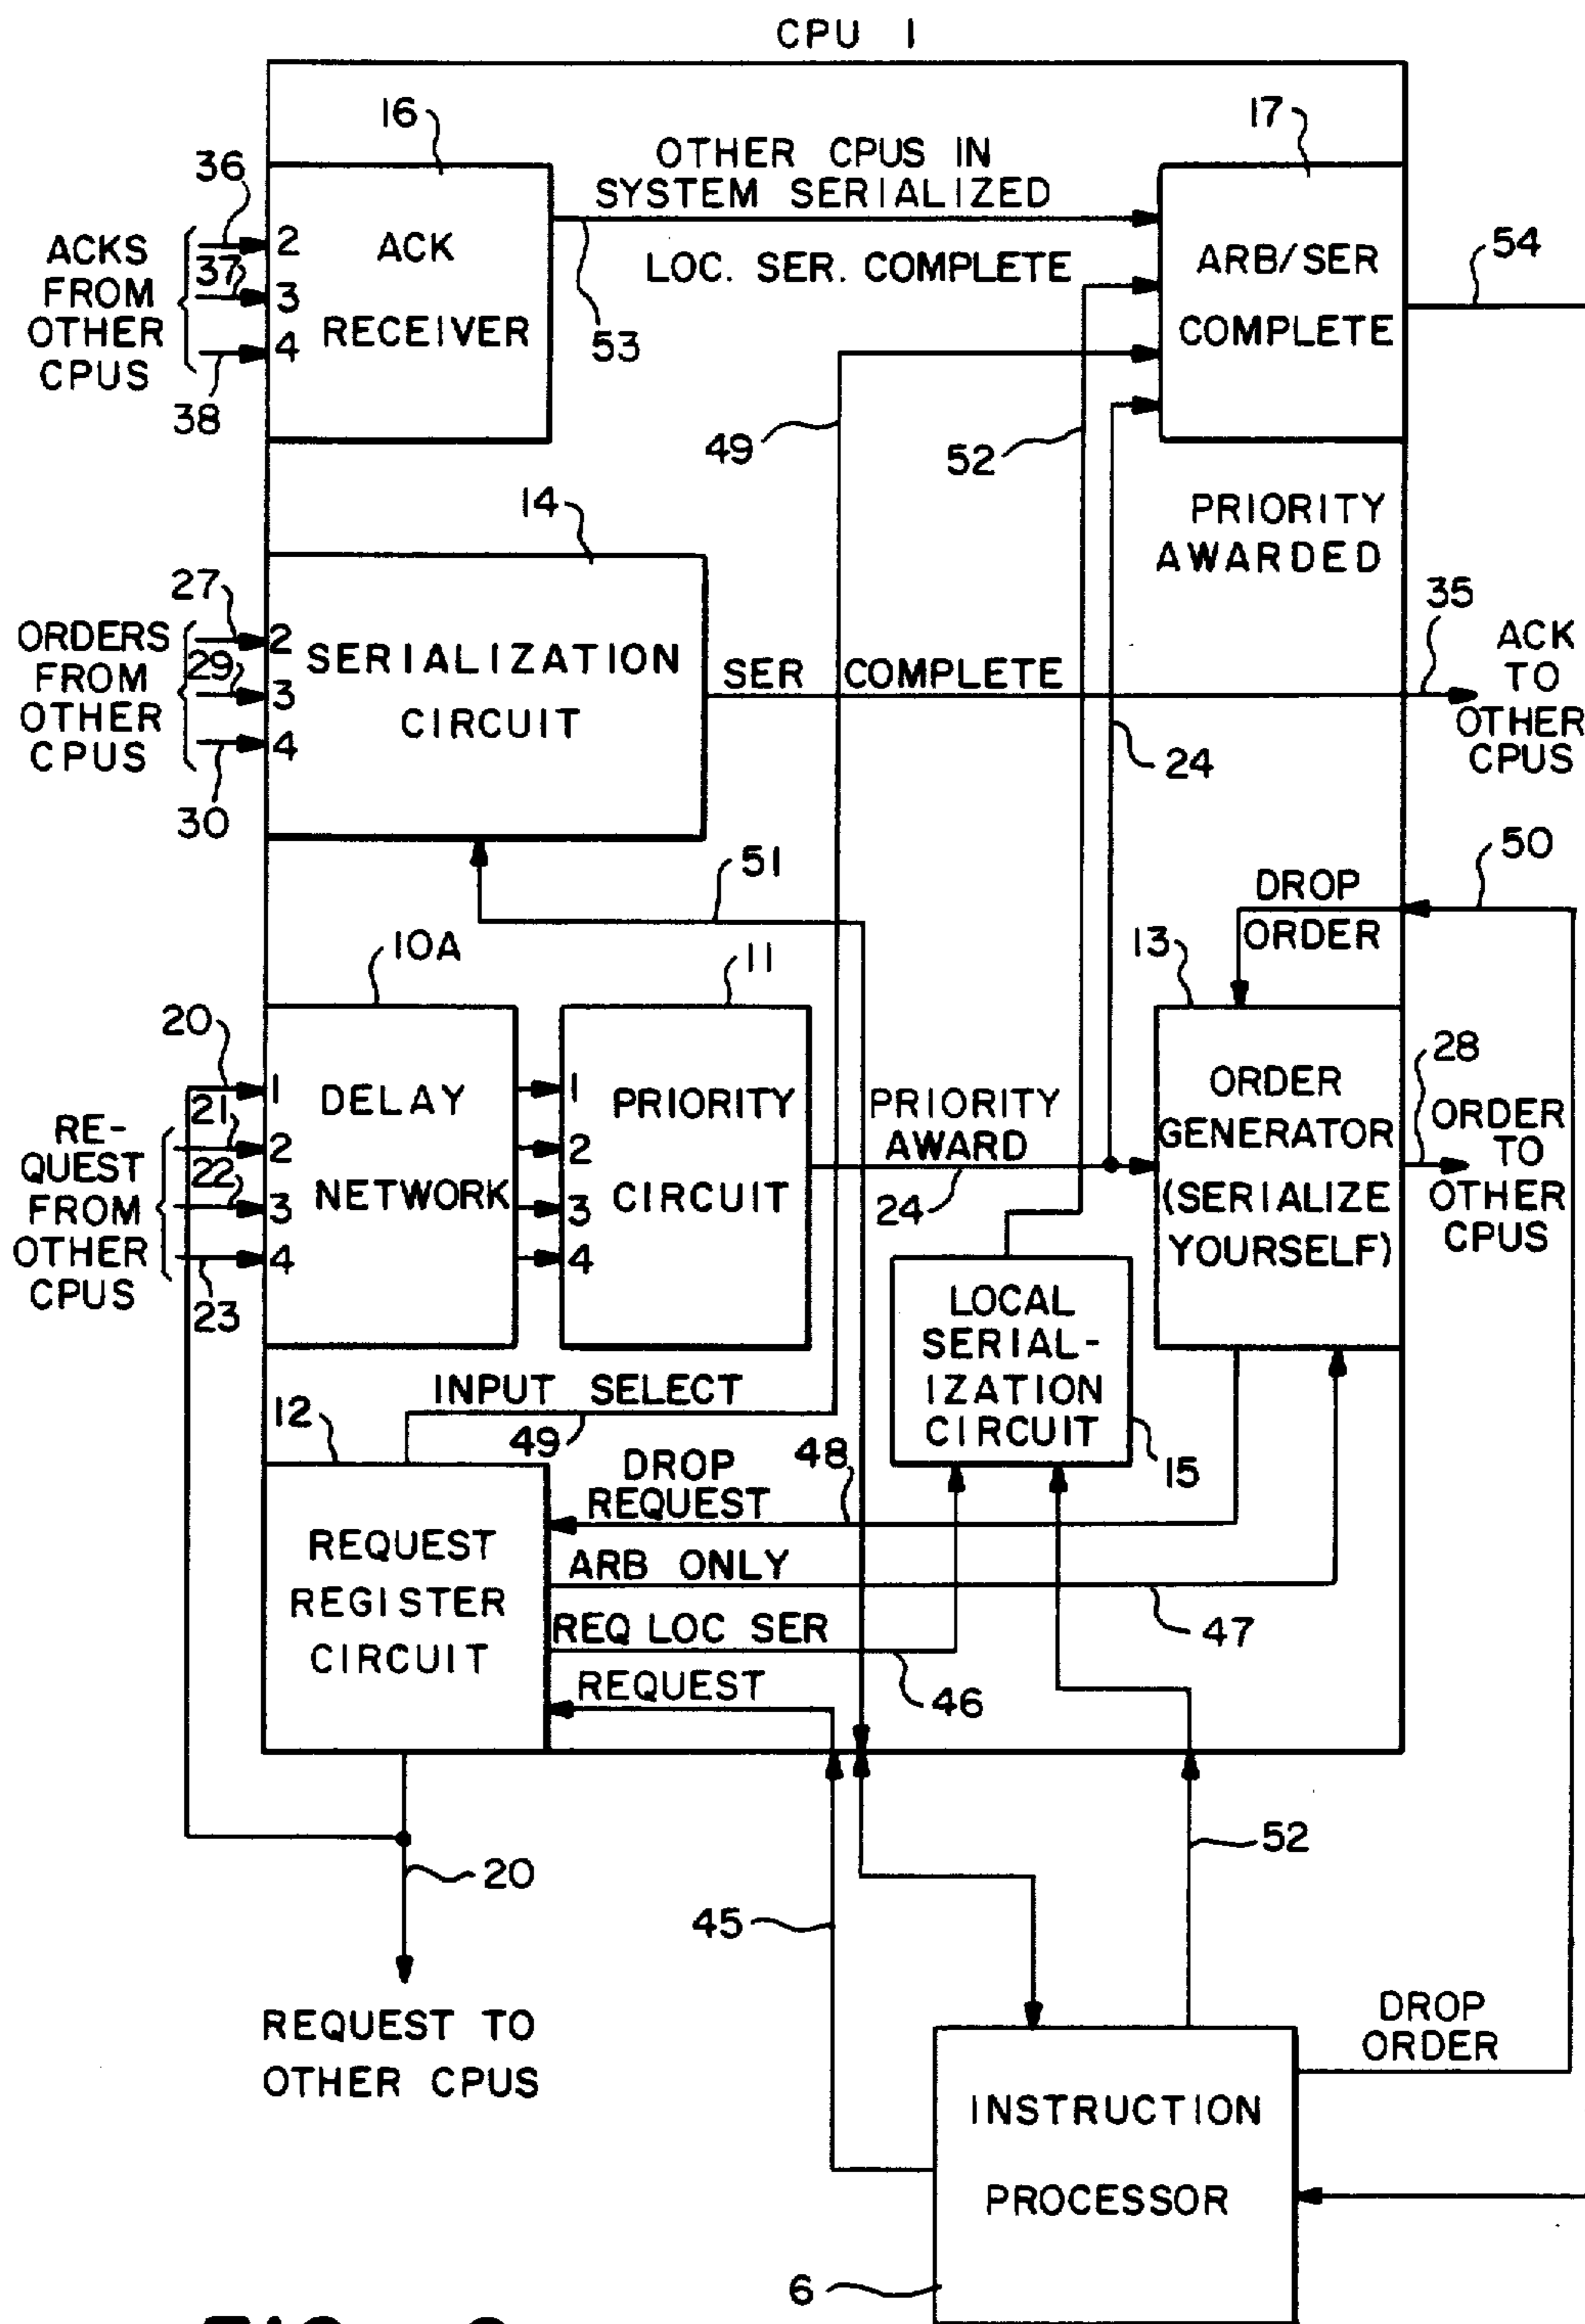 CPU 1
16
17
36
OTHER CPUS IN
SYSTEM SERIALIZED
ACKS
FROM
OTHER
CPUS
37
38
2
3
4
ACK
RECEIVER
53
LOC. SER. COMPLETE
ARB/SER
COMPLETE
54
49
52
14
PRIORITY
AWARDED
27
ORDERS
FROM
OTHER
CPUS
29
30
2
3
4
SERIALIZATION
CIRCUIT
SER COMPLETE
35
ACK
TO
OTHER
CPUS
24
51
50
DROP
ORDER
10A
11
13
20
RE-
QUEST
FROM
OTHER
CPUS
21
22
23
1
2
3
4
DELAY
NETWORK
1
2
3
4
PRIORITY
CIRCUIT
PRIORITY
AWARD
24
ORDER
GENERATOR
(SERIALIZE
YOURSELF)
28
ORDER
TO
OTHER
CPUS
LOCAL
SERIAL-
IZATION
CIRCUIT
15
INPUT SELECT
49
12
48
DROP
REQUEST
REQUEST
REGISTER
CIRCUIT
ARB ONLY
47
REQ LOC SER
46
REQUEST
20
52
45
REQUEST TO
OTHER CPUS
DROP
ORDER
INSTRUCTION
PROCESSOR
6